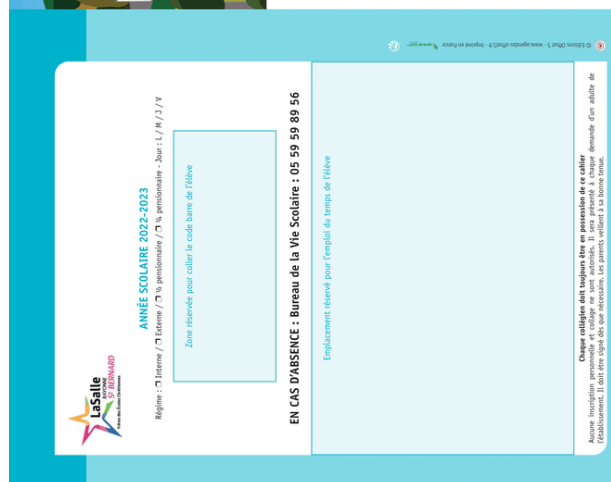 LaSalle
BAYONNE
St BERNARD
Frères des Écoles Chrétiennes
ANNÉE SCOLAIRE 2022-2023
Régime : ❒ Interne / ❒ Externe / ❒ ½ pensionnaire / ❒ ¼ pensionnaire - Jour : L / M / J / V
Zone réservée pour coller le code barre de l'élève
EN CAS D'ABSENCE : Bureau de la Vie Scolaire : 05 59 59 89 56
Emplacement réservé pour l'emploi du temps de l'élève
Chaque collégien doit toujours être en possession de ce cahier
Aucune inscription personnelle et collage ne sont autorisés. Il sera présenté à chaque demande d'un adulte de
l'établissement. Il doit être signé dès que nécessaire. Les parents veillent à sa bonne tenue.
© Éditions Offset 5 - www.agendas-offset5.fr - Imprimé en France